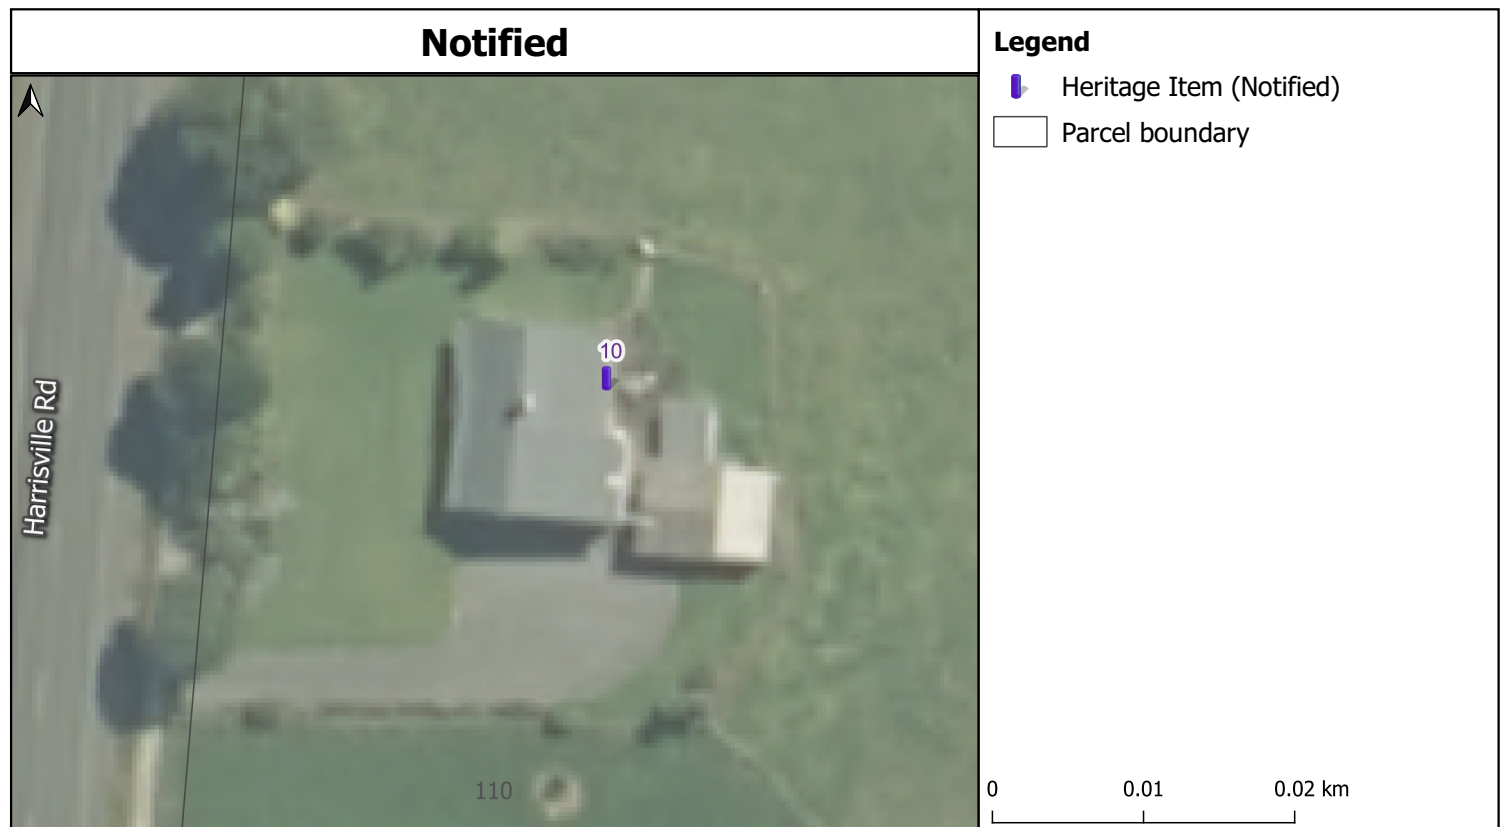 Notified
Legend
Heritage Item (Notified)
Parcel boundary
10
Harrisville Rd
110
0 0.01 0.02 km